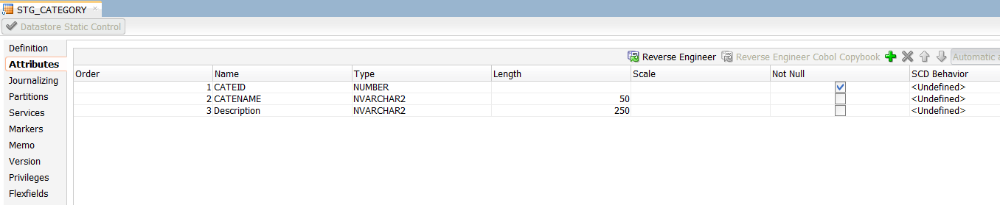 STG_CATEGORY
Datastore Static Control
Definition
Attributes
Journalizing
Partitions
Services
Markers
Memo
Version
Privileges
Flexfields
Reverse Engineer Reverse Engineer Cobol Copybook Automatic a
Order Name Type Length Scale Not Null SCD Behavior
1 CATEID NUMBER <Undefined>
2 CATENAME NVARCHAR2 50 <Undefined>
3 Description NVARCHAR2 250 <Undefined>